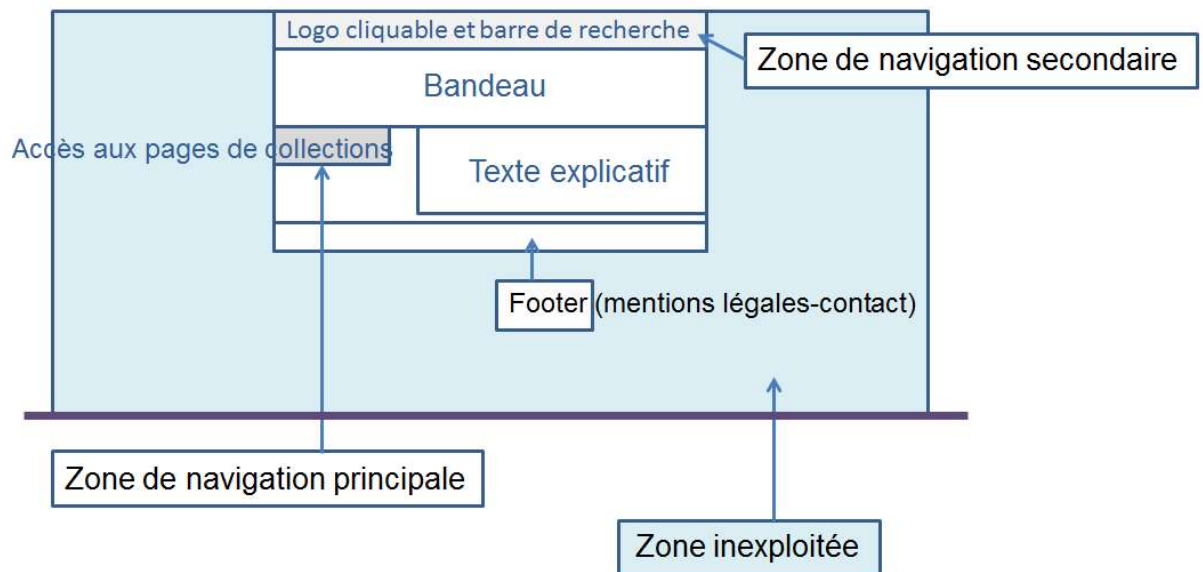 Logo cliquable et barre de recherche
Zone de navigation secondaire
Bandeau
Accès aux pages de collections
Texte explicatif
Footer (mentions légales-contact)
Zone de navigation principale
Zone inexploitée